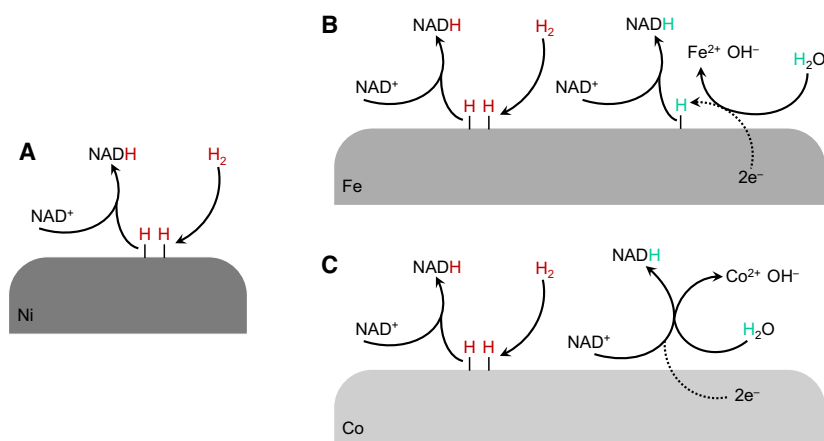 A
NADH
H₂
NAD⁺
H H
Ni
B
NADH
H₂
NADH
Fe²⁺ OH⁻
H₂O
NAD⁺
NAD⁺
H H
H
2e⁻
Fe
C
NADH
H₂
NADH
Co²⁺ OH⁻
NAD⁺
NAD⁺
H₂O
H H
2e⁻
Co